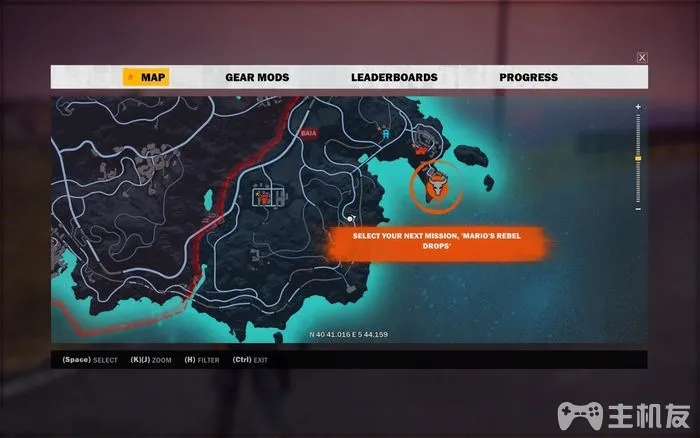 X
* MAP
GEAR MODS
LEADERBOARDS
PROGRESS
BAIA
SELECT YOUR NEXT MISSION, 'MARIO'S REBEL
DROPS'
N 40 41.016 E 5 44.159
(Space) SELECT
(K)(J) ZOOM
(H) FILTER
(Ctrl) EXIT
主机友